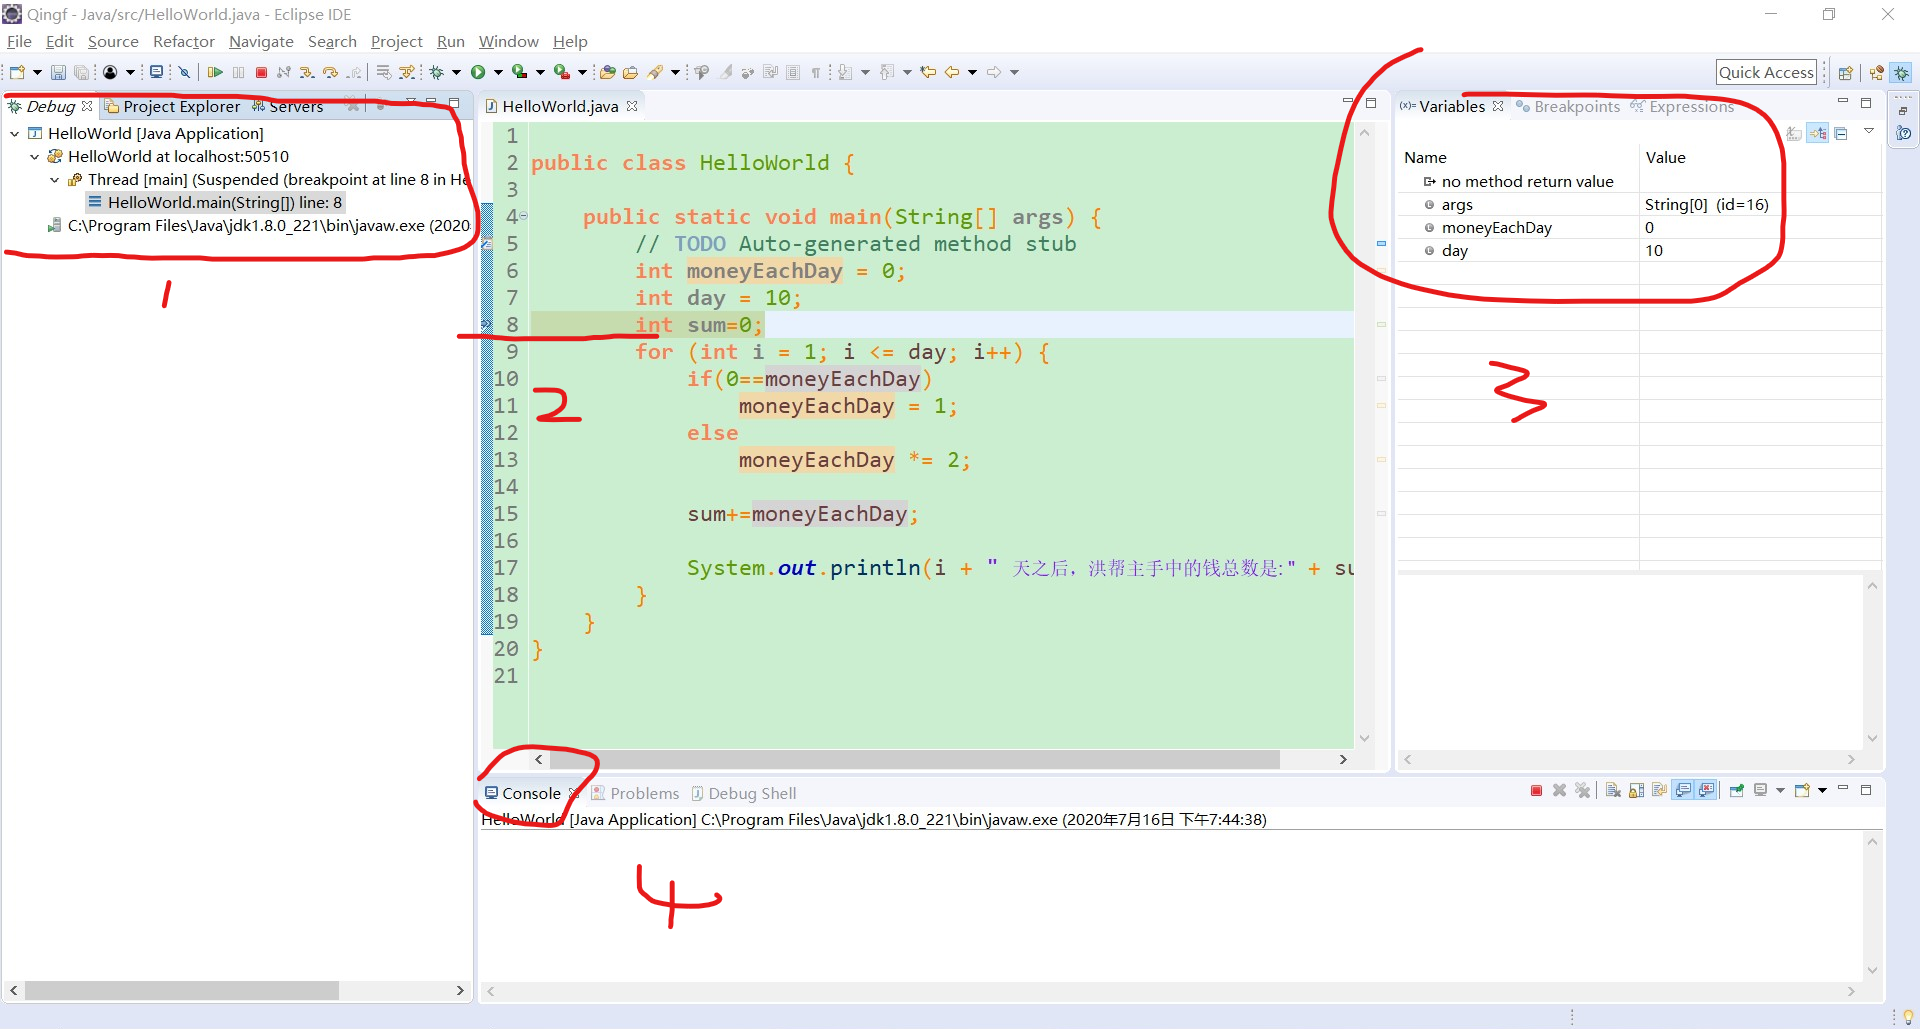 Qingf - Java/src/HelloWorld.java - Eclipse IDE
File Edit Source Refactor Navigate Search Project Run Window Help
Quick Access
Debug Project Explorer Servers
HelloWorld [Java Application]
HelloWorld at localhost:50510
Thread [main] (Suspended (breakpoint at line 8 in He
HelloWorld.main(String[]) line: 8
C:\Program Files\Java\jdk1.8.0_221\bin\javaw.exe (2020
1
HelloWorld.java
1
2 public class HelloWorld {
3
4 public static void main(String[] args) {
5 // TODO Auto-generated method stub
6 int moneyEachDay = 0;
7 int day = 10;
8 int sum=0;
9 for (int i = 1; i <= day; i++) {
10 if(0==moneyEachDay)
11 moneyEachDay = 1;
12 else
13 moneyEachDay *= 2;
14
15 sum+=moneyEachDay;
16
17 System.out.println(i + " 天之后，洪帮主手中的钱总数是:" + su
18 }
19 }
20 }
21
2
Variables Breakpoints Expressions
Name Value
no method return value
args String[0] (id=16)
moneyEachDay 0
day 10
3
Console Problems Debug Shell
HelloWorld [Java Application] C:\Program Files\Java\jdk1.8.0_221\bin\javaw.exe (2020年7月16日 下午7:44:38)
4